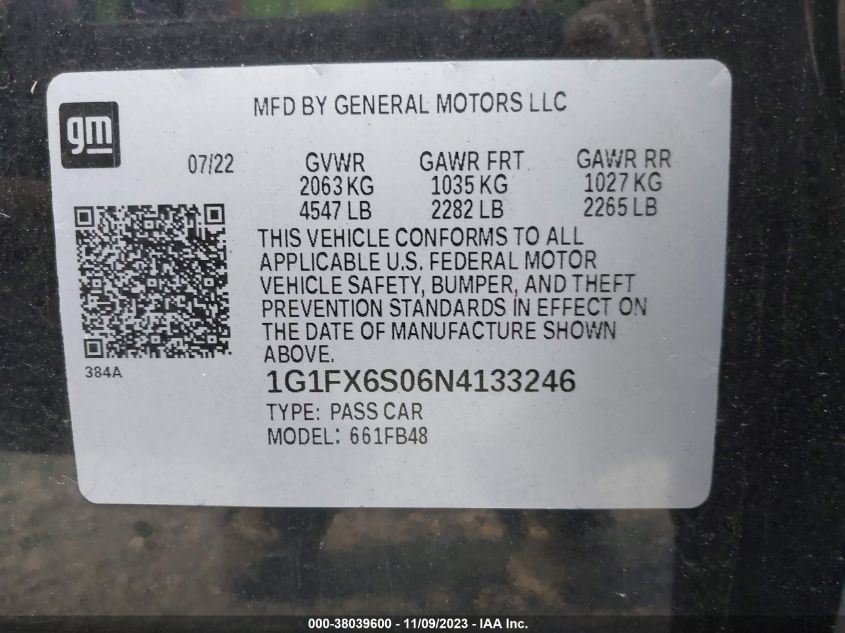 gm
MFD BY GENERAL MOTORS LLC
07/22 GVWR GAWR FRT GAWR RR
2063 KG 1035 KG 1027 KG
4547 LB 2282 LB 2265 LB
THIS VEHICLE CONFORMS TO ALL
APPLICABLE U.S. FEDERAL MOTOR
VEHICLE SAFETY, BUMPER, AND THEFT
PREVENTION STANDARDS IN EFFECT ON
THE DATE OF MANUFACTURE SHOWN
ABOVE.
384A
1G1FX6S06N4133246
TYPE: PASS CAR
MODEL: 661FB48
000-38039600 - 11/09/2023 - IAA Inc.